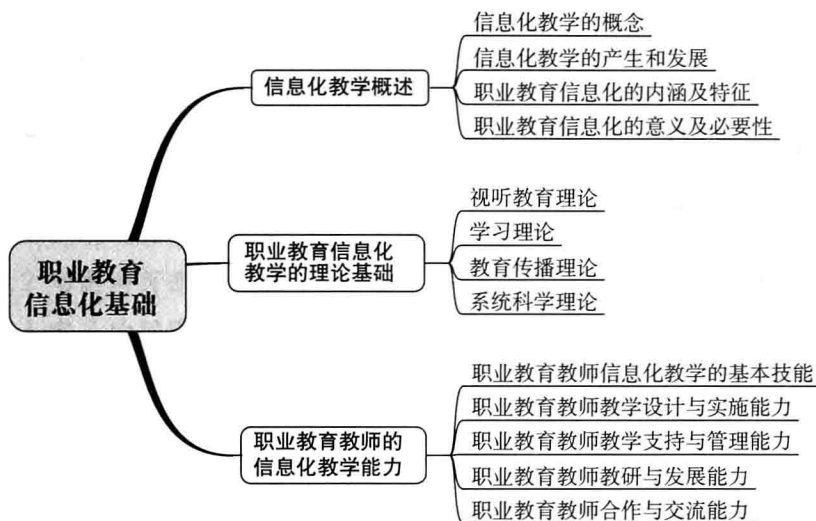 信息化教学的概念
信息化教学的产生和发展
信息化教学概述
职业教育信息化的内涵及特征
职业教育信息化的意义及必要性
视听教育理论
职业教育信息化
教学的理论基础
学习理论
教育传播理论
系统科学理论
职业教育
信息化基础
职业教育教师信息化教学的基本技能
职业教育教师教学设计与实施能力
职业教育教师的
信息化教学能力
职业教育教师教学支持与管理能力
职业教育教师教研与发展能力
职业教育教师合作与交流能力